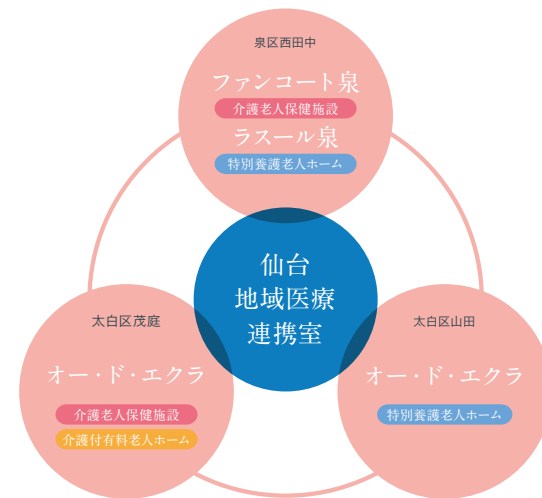 泉区西田中
ファンコート泉
介護老人保健施設
ラスール泉
特別養護老人ホーム
仙台
地域医療
連携室
太白区茂庭
オー・ド・エクラ
介護老人保健施設
介護付有料老人ホーム
太白区山田
オー・ド・エクラ
特別養護老人ホーム